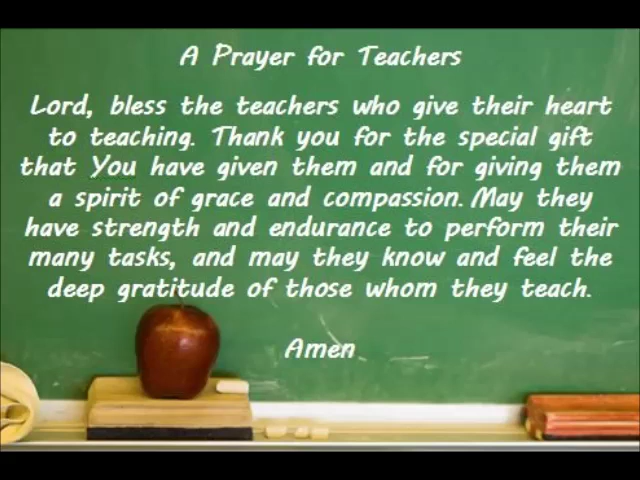 A Prayer for Teachers
Lord, bless the teachers who give their heart
to teaching. Thank you for the special gift
that You have given them and for giving them
a spirit of grace and compassion. May they
have strength and endurance to perform their
many tasks, and may they know and feel the
deep gratitude of those whom they teach.
Amen